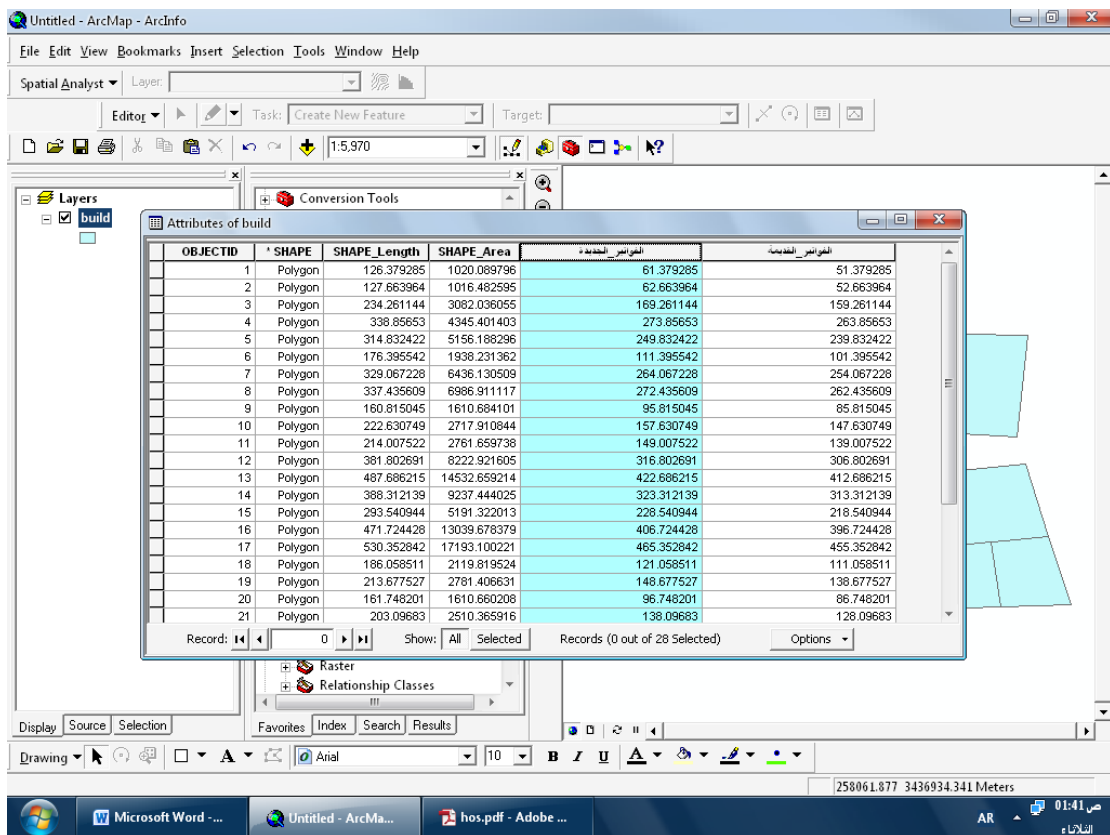 Untitled - ArcMap - ArcInfo
File Edit View Bookmarks Insert Selection Tools Window Help
Spatial Analyst Layer:
Editor Task: Create New Feature Target:
1:5,970
Layers
build
Conversion Tools
Attributes of build
OBJECTID * SHAPE SHAPE_Length SHAPE_Area الفواتير_الجديدة الفواتير_القديمة
1 Polygon 126.379285 1020.089796 61.379285 51.379285
2 Polygon 127.663964 1016.482595 62.663964 52.663964
3 Polygon 234.261144 3082.036055 169.261144 159.261144
4 Polygon 338.85653 4345.401403 273.85653 263.85653
5 Polygon 314.832422 5156.188296 249.832422 239.832422
6 Polygon 176.395542 1938.231362 111.395542 101.395542
7 Polygon 329.067228 6436.130509 264.067228 254.067228
8 Polygon 337.435609 6986.911117 272.435609 262.435609
9 Polygon 160.815045 1610.684101 95.815045 85.815045
10 Polygon 222.630749 2717.910844 157.630749 147.630749
11 Polygon 214.007522 2761.659738 149.007522 139.007522
12 Polygon 381.802691 8222.921605 316.802691 306.802691
13 Polygon 487.686215 14532.659214 422.686215 412.686215
14 Polygon 388.312139 9237.444025 323.312139 313.312139
15 Polygon 293.540944 5191.322013 228.540944 218.540944
16 Polygon 471.724428 13039.678379 406.724428 396.724428
17 Polygon 530.352842 17193.100221 465.352842 455.352842
18 Polygon 186.058511 2119.819524 121.058511 111.058511
19 Polygon 213.677527 2781.406631 148.677527 138.677527
20 Polygon 161.748201 1610.660208 96.748201 86.748201
21 Polygon 203.09683 2510.365916 138.09683 128.09683
Record: 0 Show: All Selected Records (0 out of 28 Selected) Options
Raster
Relationship Classes
Display Source Selection Favorites Index Search Results
Drawing A Arial 10 B I U A
258061.877 3436934.341 Meters
Microsoft Word -... Untitled - ArcMa... hos.pdf - Adobe ... AR 01:41 ص
الثلاثاء